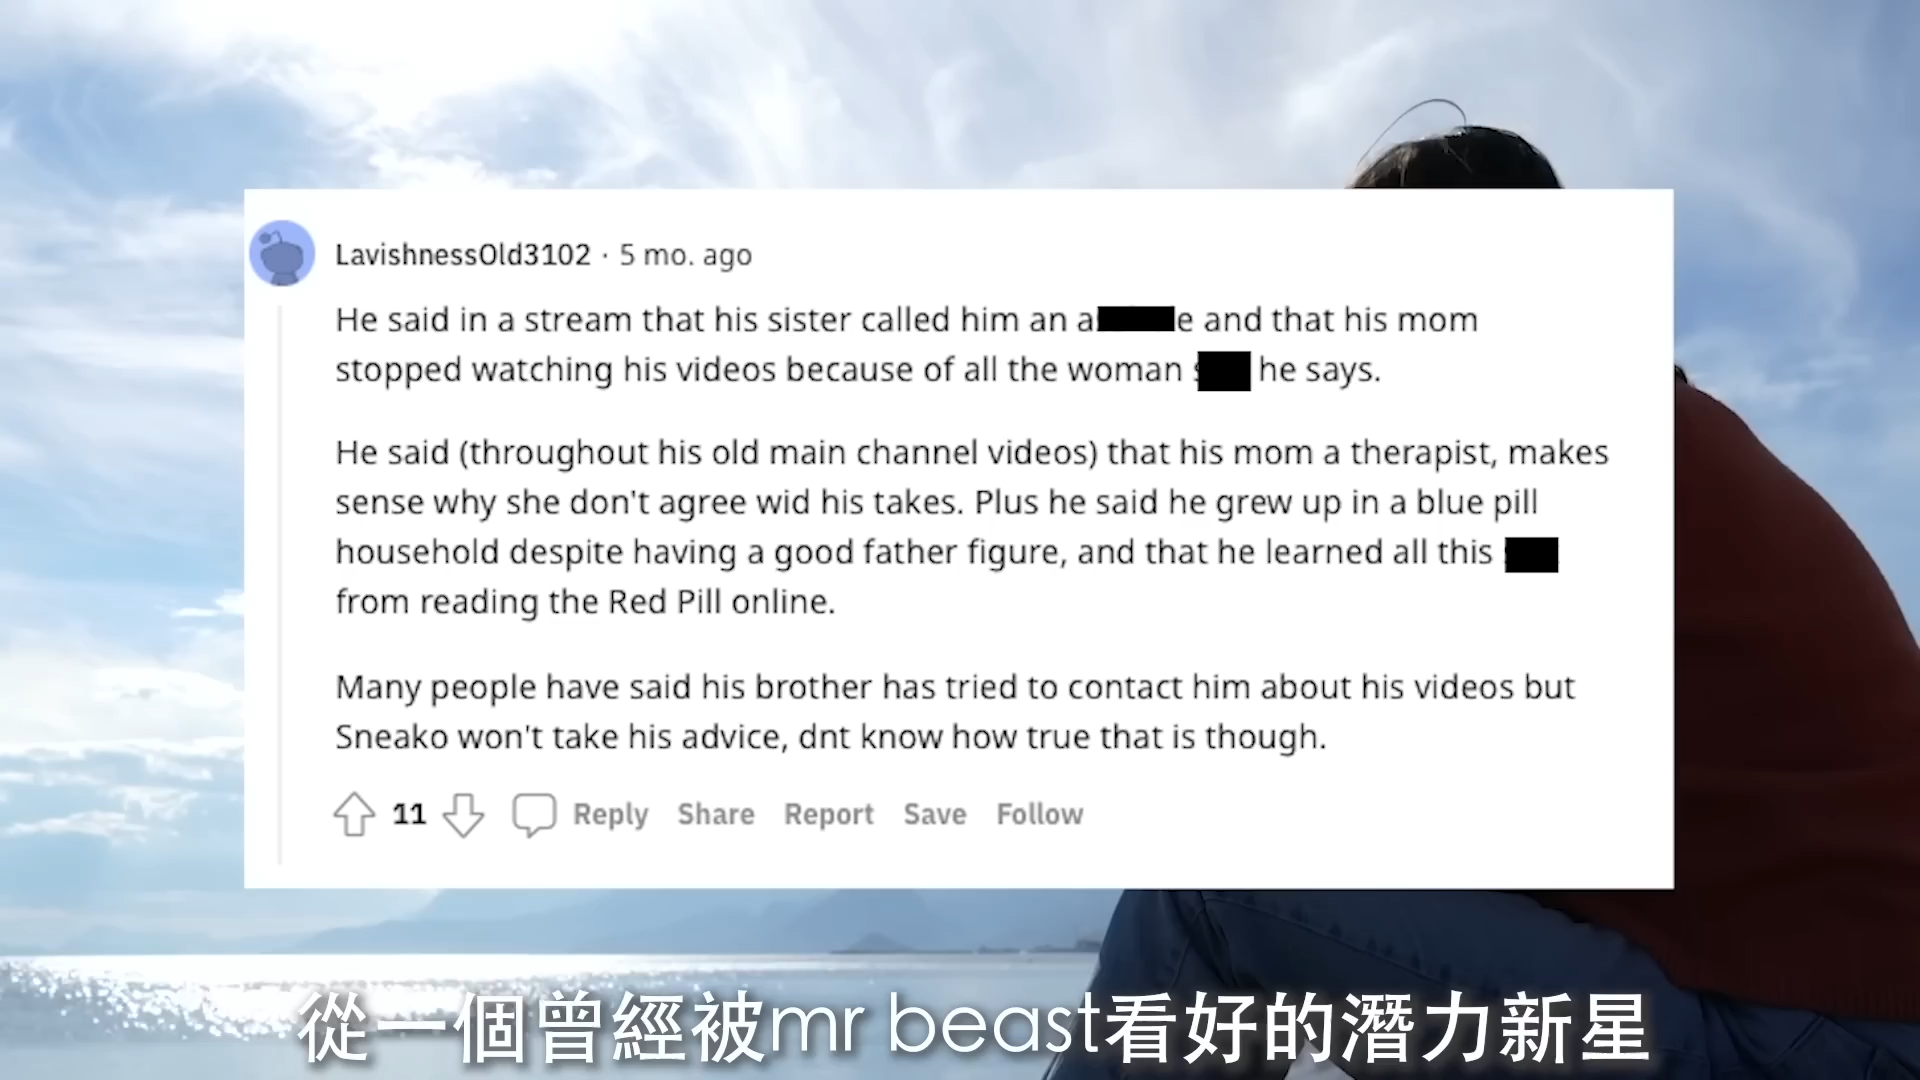 LavishnessOld3102 · 5 mo. ago
He said in a stream that his sister called him an a e and that his mom
stopped watching his videos because of all the woman he says.
He said (throughout his old main channel videos) that his mom a therapist, makes
sense why she don't agree wid his takes. Plus he said he grew up in a blue pill
household despite having a good father figure, and that he learned all this
from reading the Red Pill online.
Many people have said his brother has tried to contact him about his videos but
Sneako won't take his advice, dnt know how true that is though.
11 Reply Share Report Save Follow
從一個曾經被mr beast看好的潛力新星